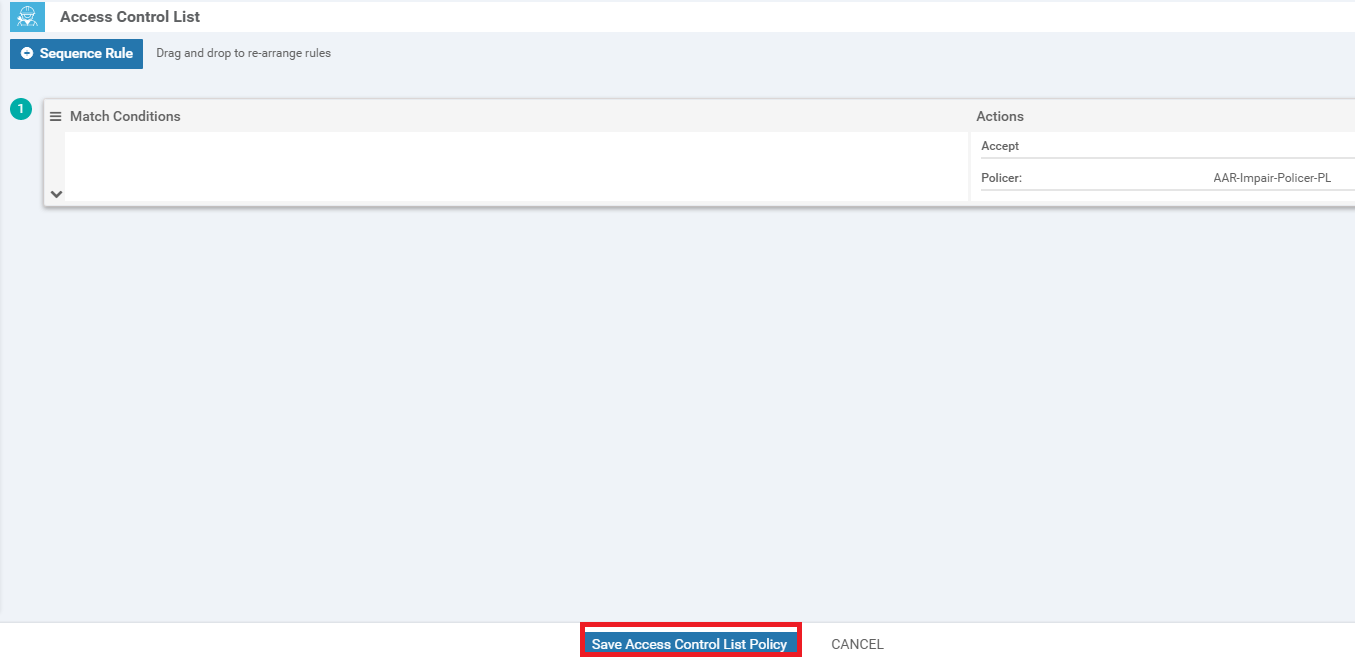 Access Control List
Sequence Rule
Drag and drop to re-arrange rules
1
Match Conditions
Actions
Accept
Policer: AAR-Impair-Policer-PL
Save Access Control List Policy
CANCEL